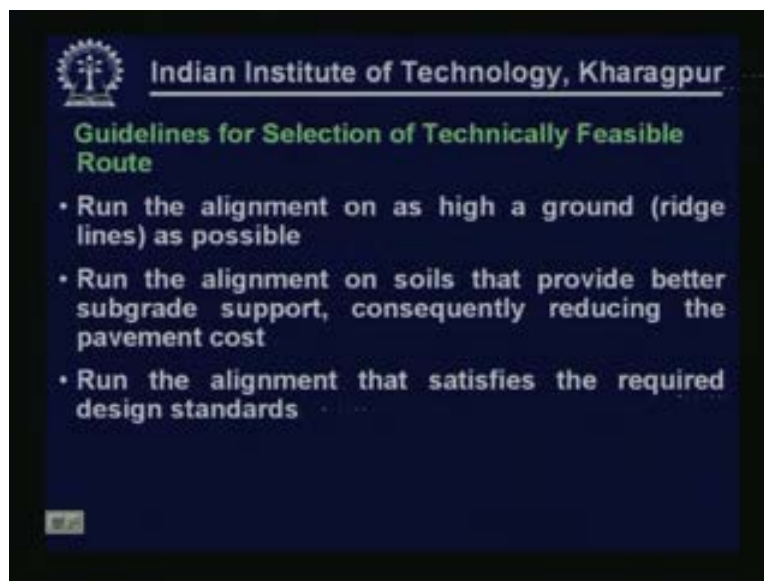 Indian Institute of Technology, Kharagpur
Guidelines for Selection of Technically Feasible
Route
• Run the alignment on as high a ground (ridge
lines) as possible
• Run the alignment on soils that provide better
subgrade support, consequently reducing the
pavement cost
• Run the alignment that satisfies the required
design standards